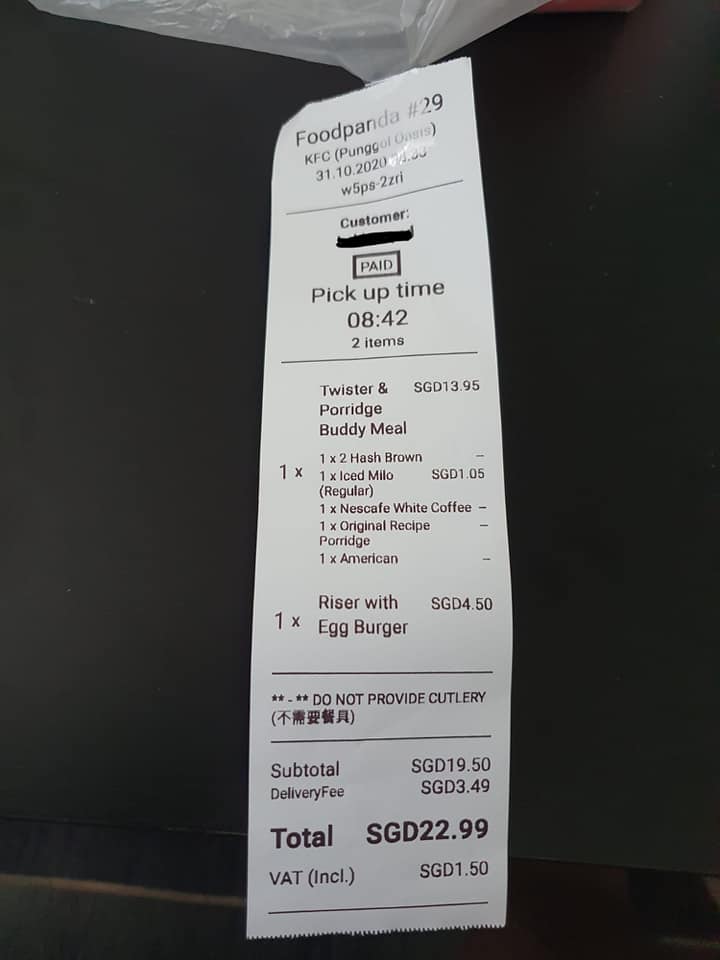 Foodpanda #29
KFC (Punggol Oasis)
31.10.2020
w5ps-2zri
Customer:
PAID
Pick up time
08:42
2 items
Twister & SGD13.95
Porridge
Buddy Meal
1 x
1 x 2 Hash Brown –
1 x Iced Milo SGD1.05
(Regular)
1 x Nescafe White Coffee –
1 x Original Recipe –
Porridge
1 x American –
Riser with SGD4.50
1 x
Egg Burger
** - ** DO NOT PROVIDE CUTLERY
(不需要餐具)
Subtotal SGD19.50
DeliveryFee SGD3.49
Total SGD22.99
VAT (Incl.) SGD1.50